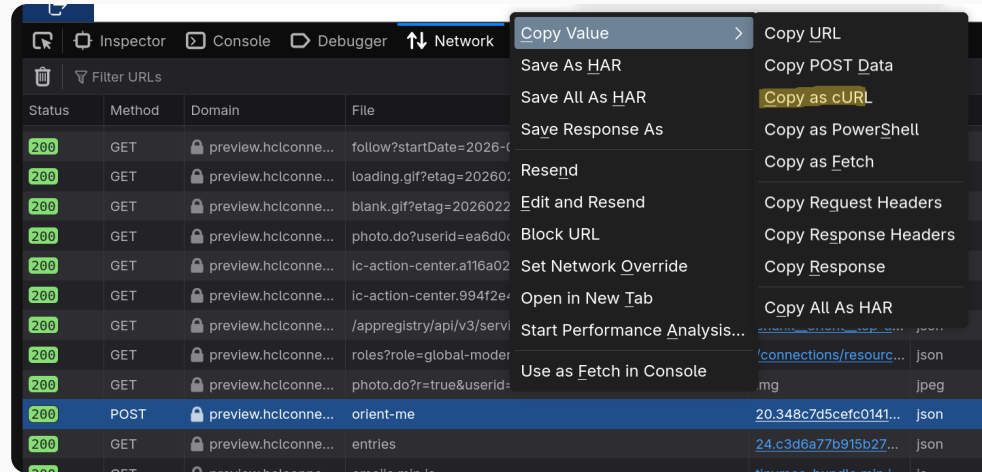 Inspector
Console
Debugger
Network
Filter URLs
Status Method Domain File
200 GET preview.hclconne... follow?startDate=2026-
200 GET preview.hclconne... loading.gif?etag=202602
200 GET preview.hclconne... blank.gif?etag=2026022
200 GET preview.hclconne... photo.do?userid=ea6d0
200 GET preview.hclconne... ic-action-center.a116a02
200 GET preview.hclconne... ic-action-center.994f2e
200 GET preview.hclconne... /appregistry/api/v3/servi json
200 GET preview.hclconne... roles?role=global-moder /connections/resourc... json
200 GET preview.hclconne... photo.do?r=true&userid= img jpeg
200 POST preview.hclconne... orient-me 20.348c7d5cefc0141... json
200 GET preview.hclconne... entries 24.c3d6a77b915b27... json
Copy Value
Save As HAR
Save All As HAR
Save Response As
Resend
Edit and Resend
Block URL
Set Network Override
Open in New Tab
Start Performance Analysis...
Use as Fetch in Console
Copy URL
Copy POST Data
Copy as cURL
Copy as PowerShell
Copy as Fetch
Copy Request Headers
Copy Response Headers
Copy Response
Copy All As HAR